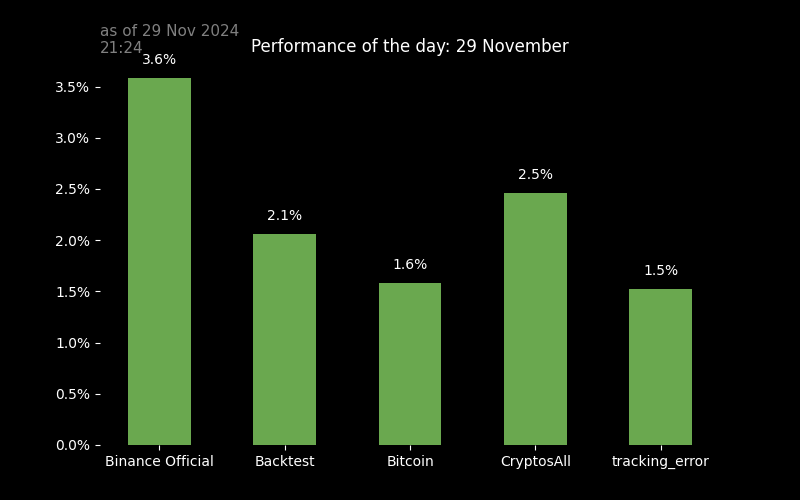 as of 29 Nov 2024
21:24
Performance of the day: 29 November
3.6%
2.1%
1.6%
2.5%
1.5%
3.5%
3.0%
2.5%
2.0%
1.5%
1.0%
0.5%
0.0%
Binance Official
Backtest
Bitcoin
CryptosAll
tracking_error